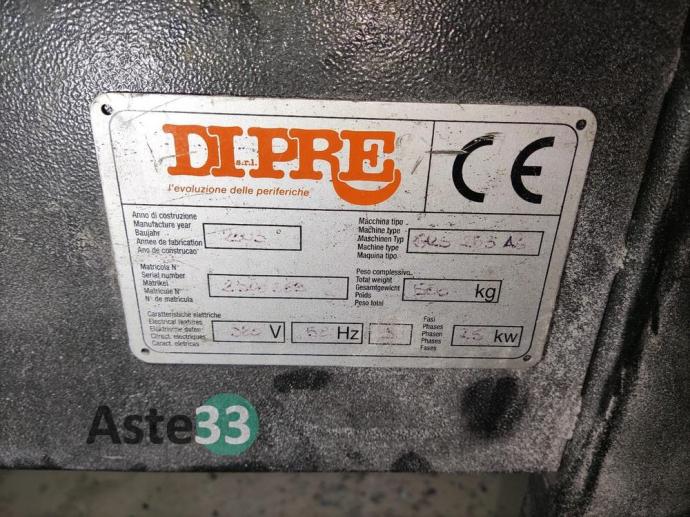 DIPRE
s.r.l.
l'evoluzione delle periferiche
CE
Anno di costruzione
Manufacture year
Baujahr
Annee de fabrication
Ano de construcao
Macchina tipo
Machine type
Maschinen Typ
Machine type
Maquina tipo
Matricola N°
Serial number
Matrikel
Matricule N°
N° de matricula
Peso complessivo
Total weight
Gesamtgewicht
Poids
Peso total
kg
Caratteristiche elettriche
Electrical features
Elektrische daten
Caract. electriques
Caract. eletricas
V
50 Hz
Fasi
Phases
Phasen
Phases
Fases
kw
Aste33